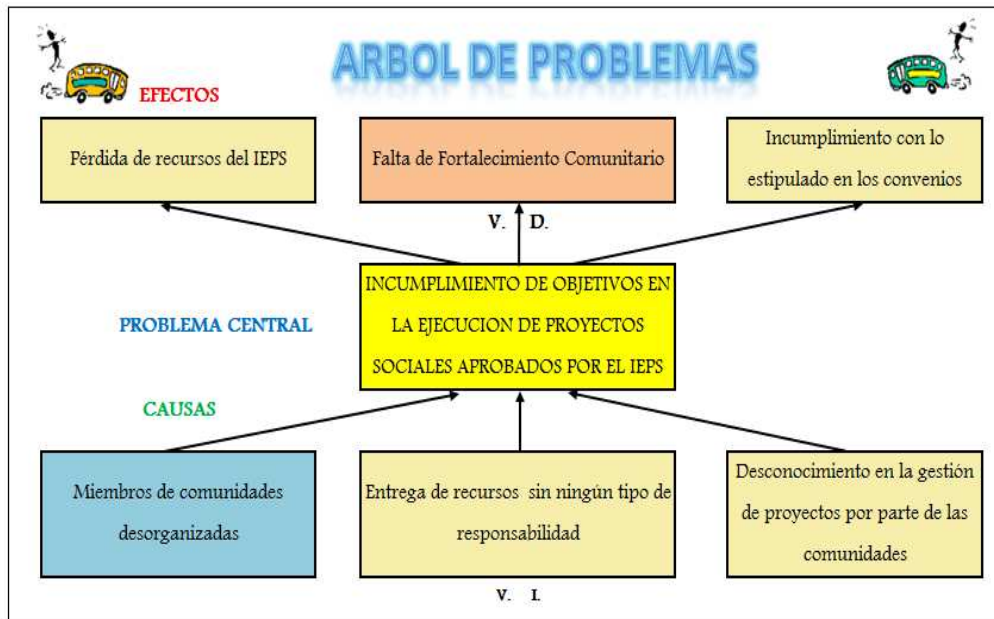 ARBOL DE PROBLEMAS
EFECTOS
Pérdida de recursos del IEPS
Falta de Fortalecimiento Comunitario
Incumplimiento con lo
estipulado en los convenios
V. D.
PROBLEMA CENTRAL
INCUMPLIMIENTO DE OBJETIVOS EN
LA EJECUCION DE PROYECTOS
SOCIALES APROBADOS POR EL IEPS
CAUSAS
Miembros de comunidades
desorganizadas
Entrega de recursos sin ningún tipo de
responsabilidad
Desconocimiento en la gestión
de proyectos por parte de las
comunidades
V. I.